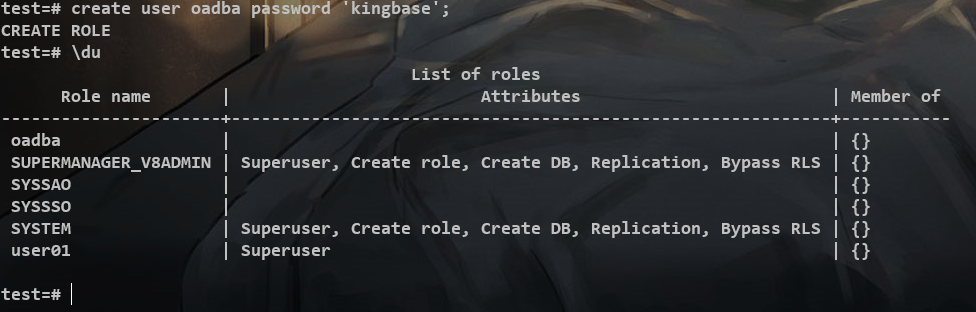 test=# create user oadba password 'kingbase';
CREATE ROLE
test=# \du
                                      List of roles
     Role name       |                         Attributes                         | Member of
---------------------+------------------------------------------------------------+-----------
 oadba               |                                                            | {}
 SUPERMANAGER_V8ADMIN | Superuser, Create role, Create DB, Replication, Bypass RLS | {}
 SYSSAO              |                                                            | {}
 SYSSSO              |                                                            | {}
 SYSTEM              | Superuser, Create role, Create DB, Replication, Bypass RLS | {}
 user01              | Superuser                                                  | {}
test=#